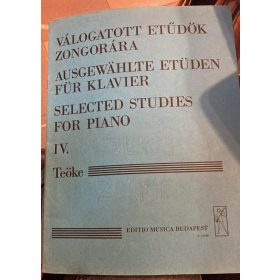 VÁLOGATOTT ETŰDÖK
ZONGORÁRA
AUSGEWÄHLTE ETÜDEN
FÜR KLAVIER
SELECTED STUDIES
FOR PIANO
IV.
Teöke
EDITIO MUSICA BUDAPEST